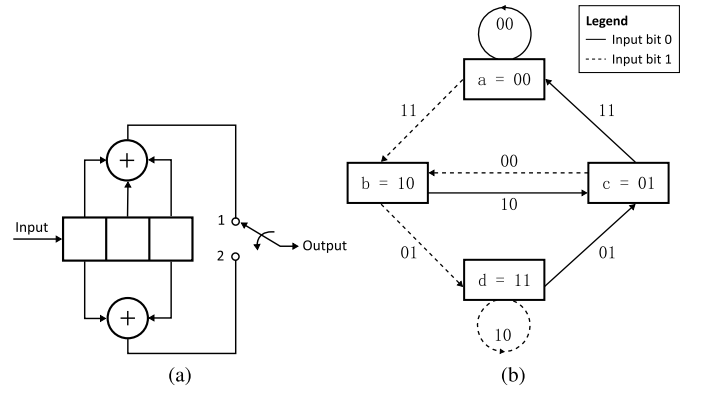 00
Legend
Input bit 0
Input bit 1
a = 00
11
11
+
00
b = 10
c = 01
10
Input
1
Output
2
01
01
d = 11
+
10
(a)
(b)